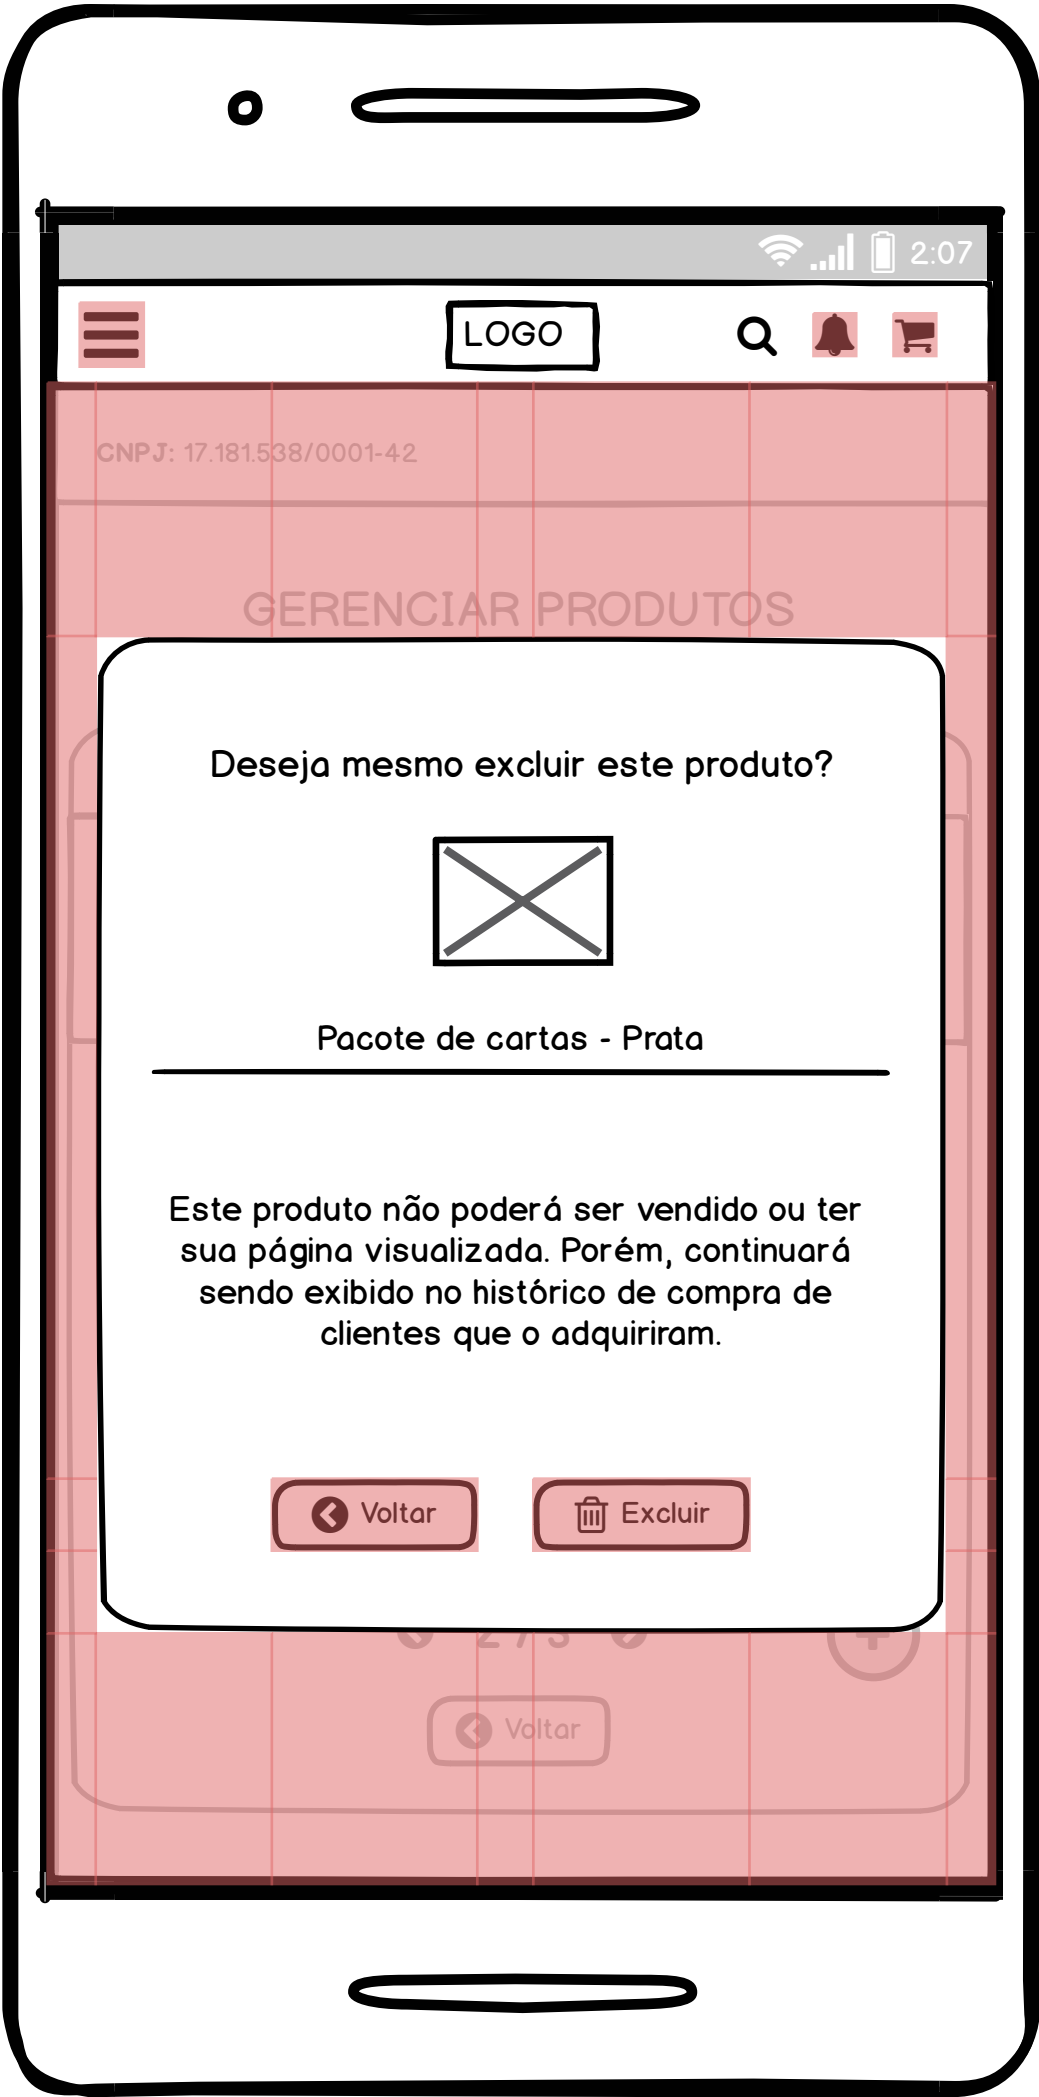 2:07
LOGO
CNPJ: 17.181.538/0001-42
GERENCIAR PRODUTOS
Deseja mesmo excluir este produto?
Pacote de cartas - Prata
Este produto não poderá ser vendido ou ter
sua página visualizada. Porém, continuará
sendo exibido no histórico de compra de
clientes que o adquiriram.
Voltar
Excluir
2 / 3
Voltar